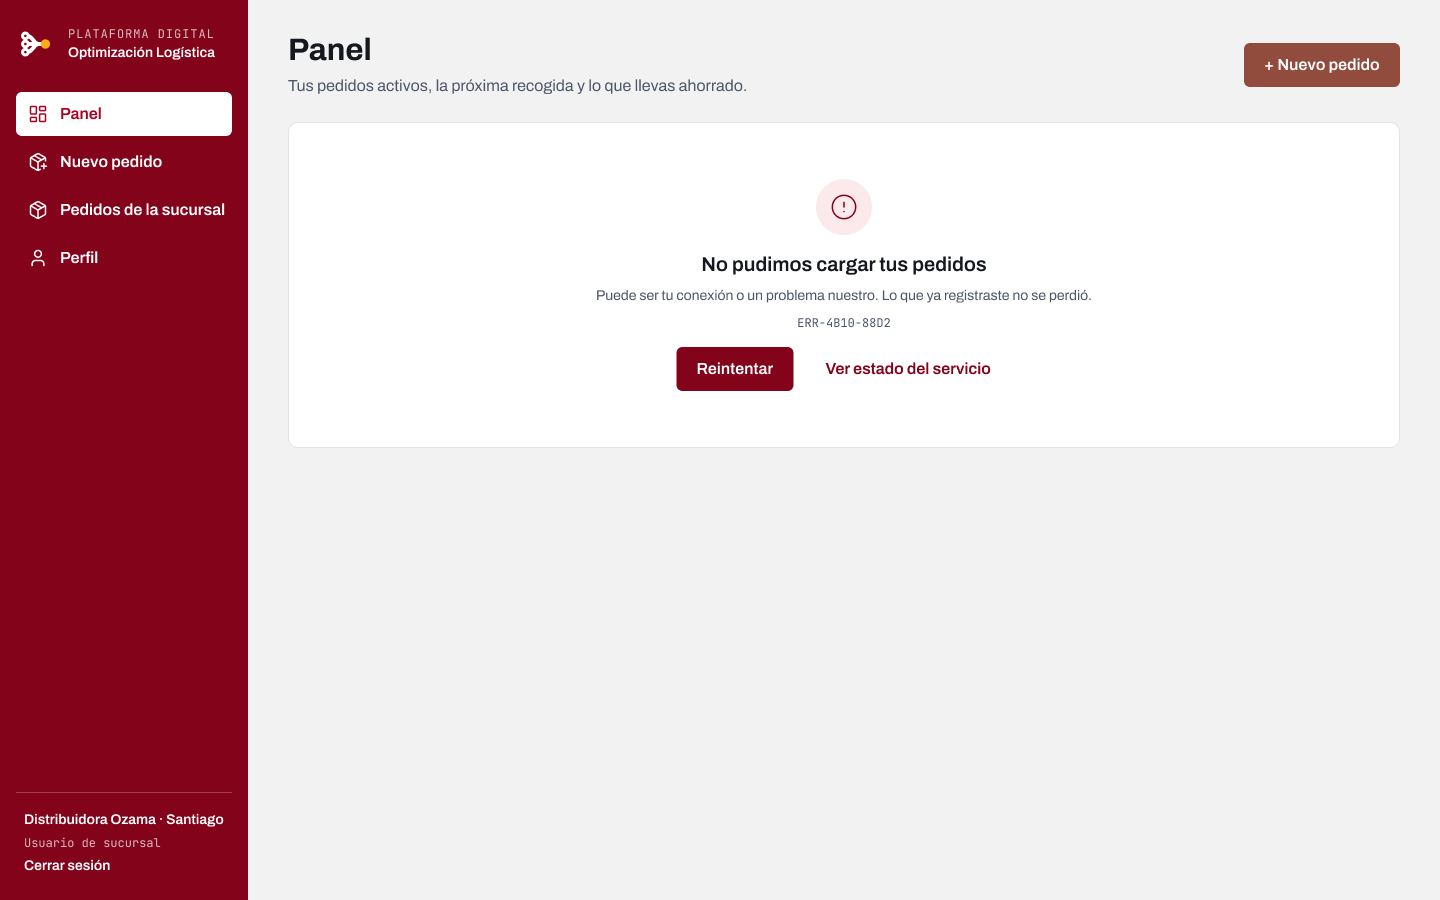 PLATAFORMA DIGITAL
Optimización Logística
Panel
Nuevo pedido
Pedidos de la sucursal
Perfil
Distribuidora Ozama · Santiago
Usuario de sucursal
Cerrar sesión
Panel
Tus pedidos activos, la próxima recogida y lo que llevas ahorrado.
+ Nuevo pedido
No pudimos cargar tus pedidos
Puede ser tu conexión o un problema nuestro. Lo que ya registraste no se perdió.
ERR-4B10-88D2
Reintentar
Ver estado del servicio